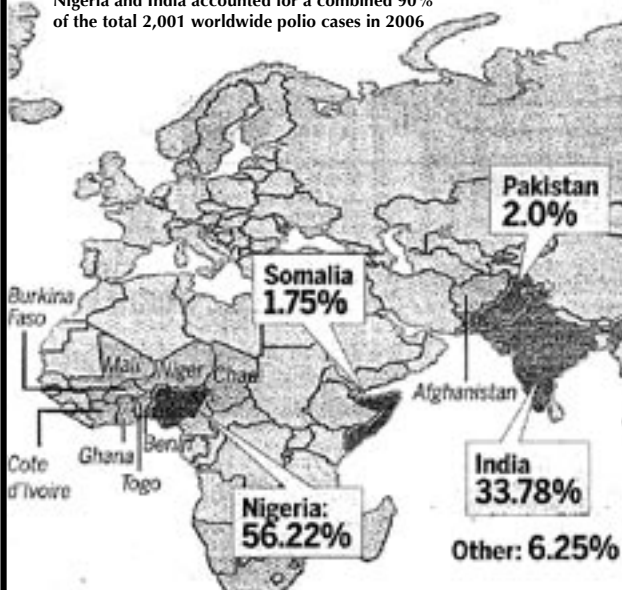 Nigeria and India accounted for a combined 90%
of the total 2,001 worldwide polio cases in 2006
Pakistan
2.0%
Somalia
1.75%
Burkina
Faso
Mali
Niger
Chad
Afghanistan
Cote
d'Ivoire
Ghana
Togo
Benin
India
33.78%
Nigeria:
56.22%
Other: 6.25%